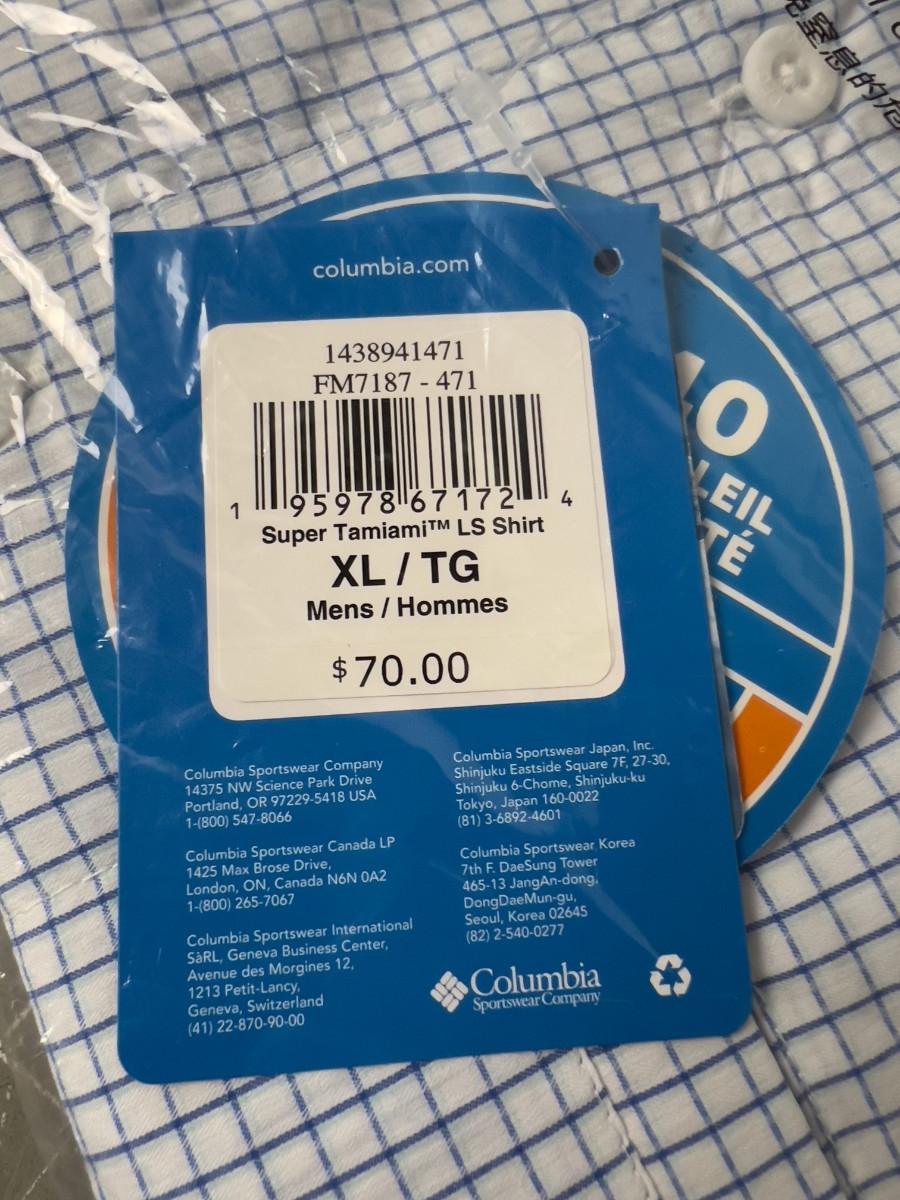 窒息的危
columbia.com
1438941471
FM7187 - 471
1 95978 67172 4
Super Tamiami™ LS Shirt
XL / TG
Mens / Hommes
$70.00
Columbia Sportswear Company
14375 NW Science Park Drive
Portland, OR 97229-5418 USA
1-(800) 547-8066
Columbia Sportswear Canada LP
1425 Max Brose Drive,
London, ON, Canada N6N 0A2
1-(800) 265-7067
Columbia Sportswear International
SàRL, Geneva Business Center,
Avenue des Morgines 12,
1213 Petit-Lancy,
Geneva, Switzerland
(41) 22-870-90-00
Columbia Sportswear Japan, Inc.
Shinjuku Eastside Square 7F, 27-30,
Shinjuku 6-Chome, Shinjuku-ku
Tokyo, Japan 160-0022
(81) 3-6892-4601
Columbia Sportswear Korea
7th F. DaeSung Tower
465-13 JangAn-dong,
DongDaeMun-gu,
Seoul, Korea 02645
(82) 2-540-0277
Columbia
Sportswear Company
40
LEIL
TÉ